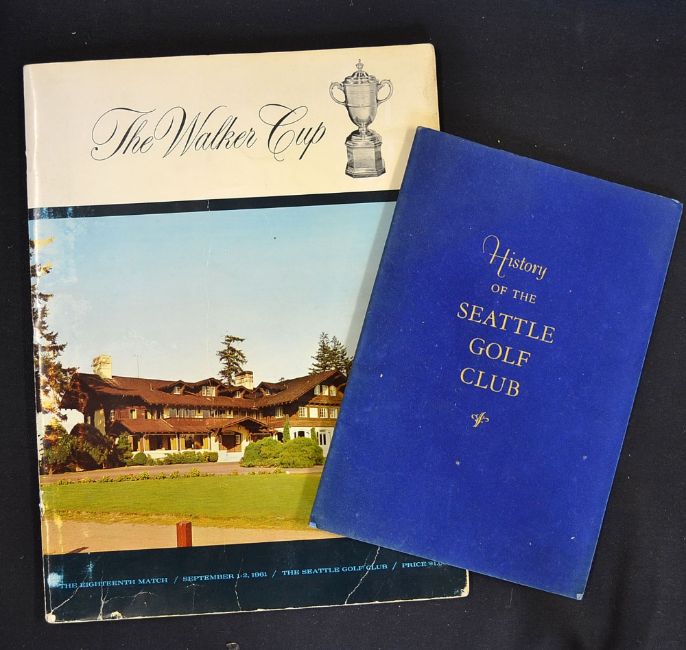 The Walker Cup
THE EIGHTEENTH MATCH / SEPTEMBER 1-2, 1961 / THE SEATTLE GOLF CLUB / PRICE
History
OF THE
SEATTLE
GOLF
CLUB